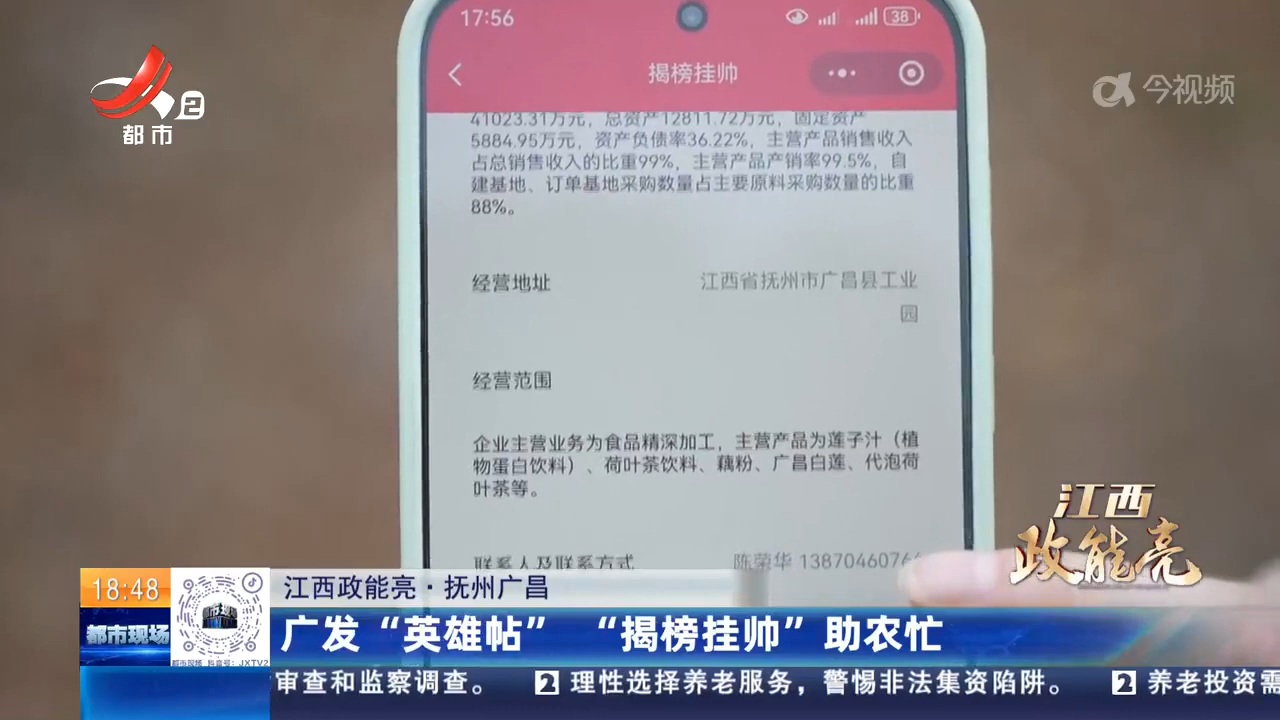 17:56
38
揭榜挂帅
2
都市
今视频
41023.31万元，总资产12811.72万元，固定资产
5884.95万元，资产负债率36.22%，主营产品销售收入
占总销售收入的比重99%，主营产品产销率99.5%，自
建基地、订单基地采购数量占主要原料采购数量的比重
88%。
经营地址
江西省抚州市广昌县工业
园
经营范围
企业主营业务为食品精深加工，主营产品为莲子汁（植
物蛋白饮料）、荷叶茶饮料、藕粉、广昌白莲、代泡荷
叶茶等。
联系人及联系方式
陈荣华 1387046076
江西
政能亮
18:48
都市现场
都市现场 抖音号：JXTV2
江西政能亮·抚州广昌
广发“英雄帖” “揭榜挂帅”助农忙
审查和监察调查。 2 理性选择养老服务，警惕非法集资陷阱。 2 养老投资需